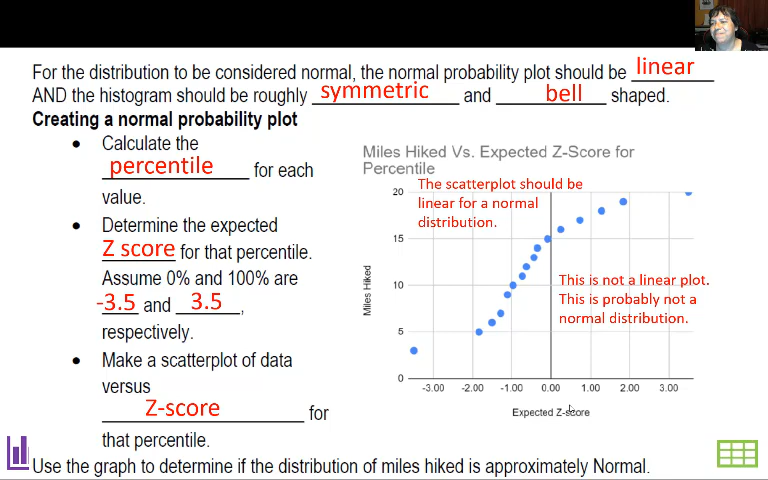 For the distribution to be considered normal, the normal probability plot should be linear
AND the histogram should be roughly symmetric and bell shaped.
Creating a normal probability plot
• Calculate the
percentile for each
value.
• Determine the expected
Z score for that percentile.
Assume 0% and 100% are
-3.5 and 3.5,
respectively.
• Make a scatterplot of data
versus
Z-score for
that percentile.
Miles Hiked Vs. Expected Z-Score for
Percentile
The scatterplot should be
linear for a normal
distribution.
This is not a linear plot.
This is probably not a
normal distribution.
Miles Hiked
20
15
10
5
0
-3.00 -2.00 -1.00 0.00 1.00 2.00 3.00
Expected Z-score
Use the graph to determine if the distribution of miles hiked is approximately Normal.